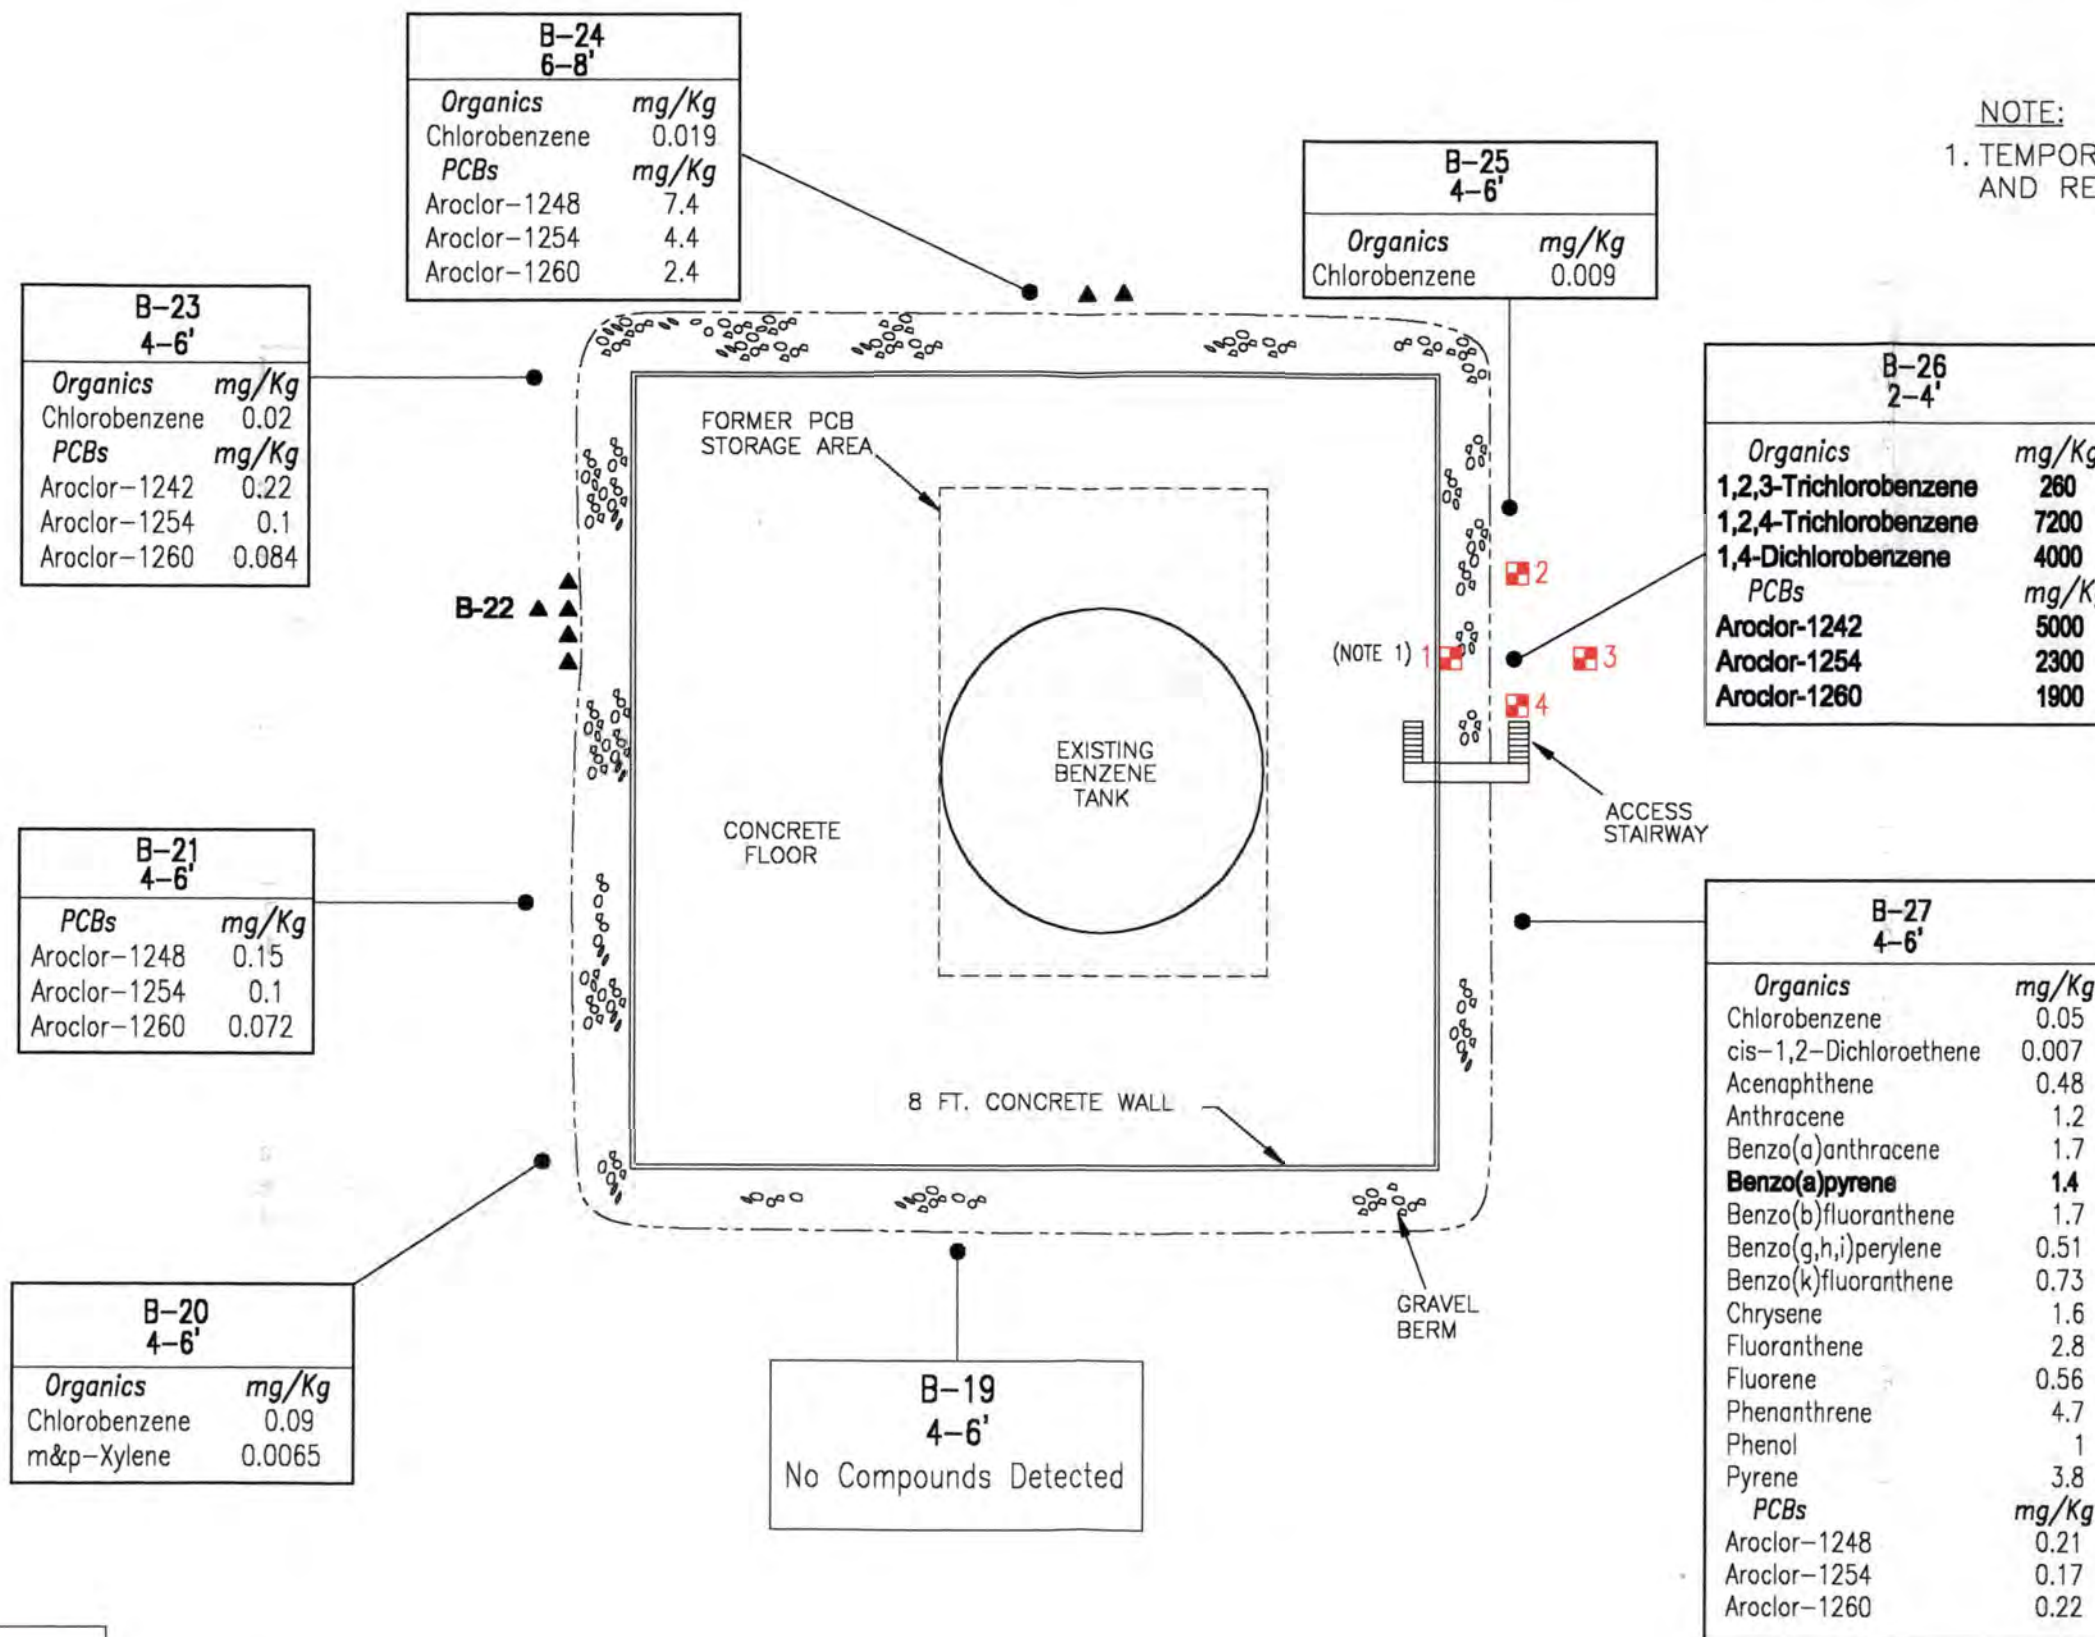 B-24
6-8'
Organics mg/Kg
Chlorobenzene 0.019
PCBs mg/Kg
Aroclor-1248 7.4
Aroclor-1254 4.4
Aroclor-1260 2.4
NOTE:
1. TEMPOR
AND RE
B-25
4-6'
Organics mg/Kg
Chlorobenzene 0.009
B-23
4-6'
Organics mg/Kg
Chlorobenzene 0.02
PCBs mg/Kg
Aroclor-1242 0.22
Aroclor-1254 0.1
Aroclor-1260 0.084
B-26
2-4'
Organics mg/Kg
1,2,3-Trichlorobenzene 260
1,2,4-Trichlorobenzene 7200
1,4-Dichlorobenzene 4000
PCBs mg/K
Aroclor-1242 5000
Aroclor-1254 2300
Aroclor-1260 1900
FORMER PCB
STORAGE AREA
B-22
2
(NOTE 1) 1
3
4
EXISTING
BENZENE
TANK
ACCESS
STAIRWAY
CONCRETE
FLOOR
B-21
4-6'
PCBs mg/Kg
Aroclor-1248 0.15
Aroclor-1254 0.1
Aroclor-1260 0.072
8 FT. CONCRETE WALL
B-27
4-6'
Organics mg/Kg
Chlorobenzene 0.05
cis-1,2-Dichloroethene 0.007
Acenaphthene 0.48
Anthracene 1.2
Benzo(a)anthracene 1.7
Benzo(a)pyrene 1.4
Benzo(b)fluoranthene 1.7
Benzo(g,h,i)perylene 0.51
Benzo(k)fluoranthene 0.73
Chrysene 1.6
Fluoranthene 2.8
Fluorene 0.56
Phenanthrene 4.7
Phenol 1
Pyrene 3.8
PCBs mg/Kg
Aroclor-1248 0.21
Aroclor-1254 0.17
Aroclor-1260 0.22
GRAVEL
BERM
B-20
4-6'
Organics mg/Kg
Chlorobenzene 0.09
m&p-Xylene 0.0065
B-19
4-6'
No Compounds Detected